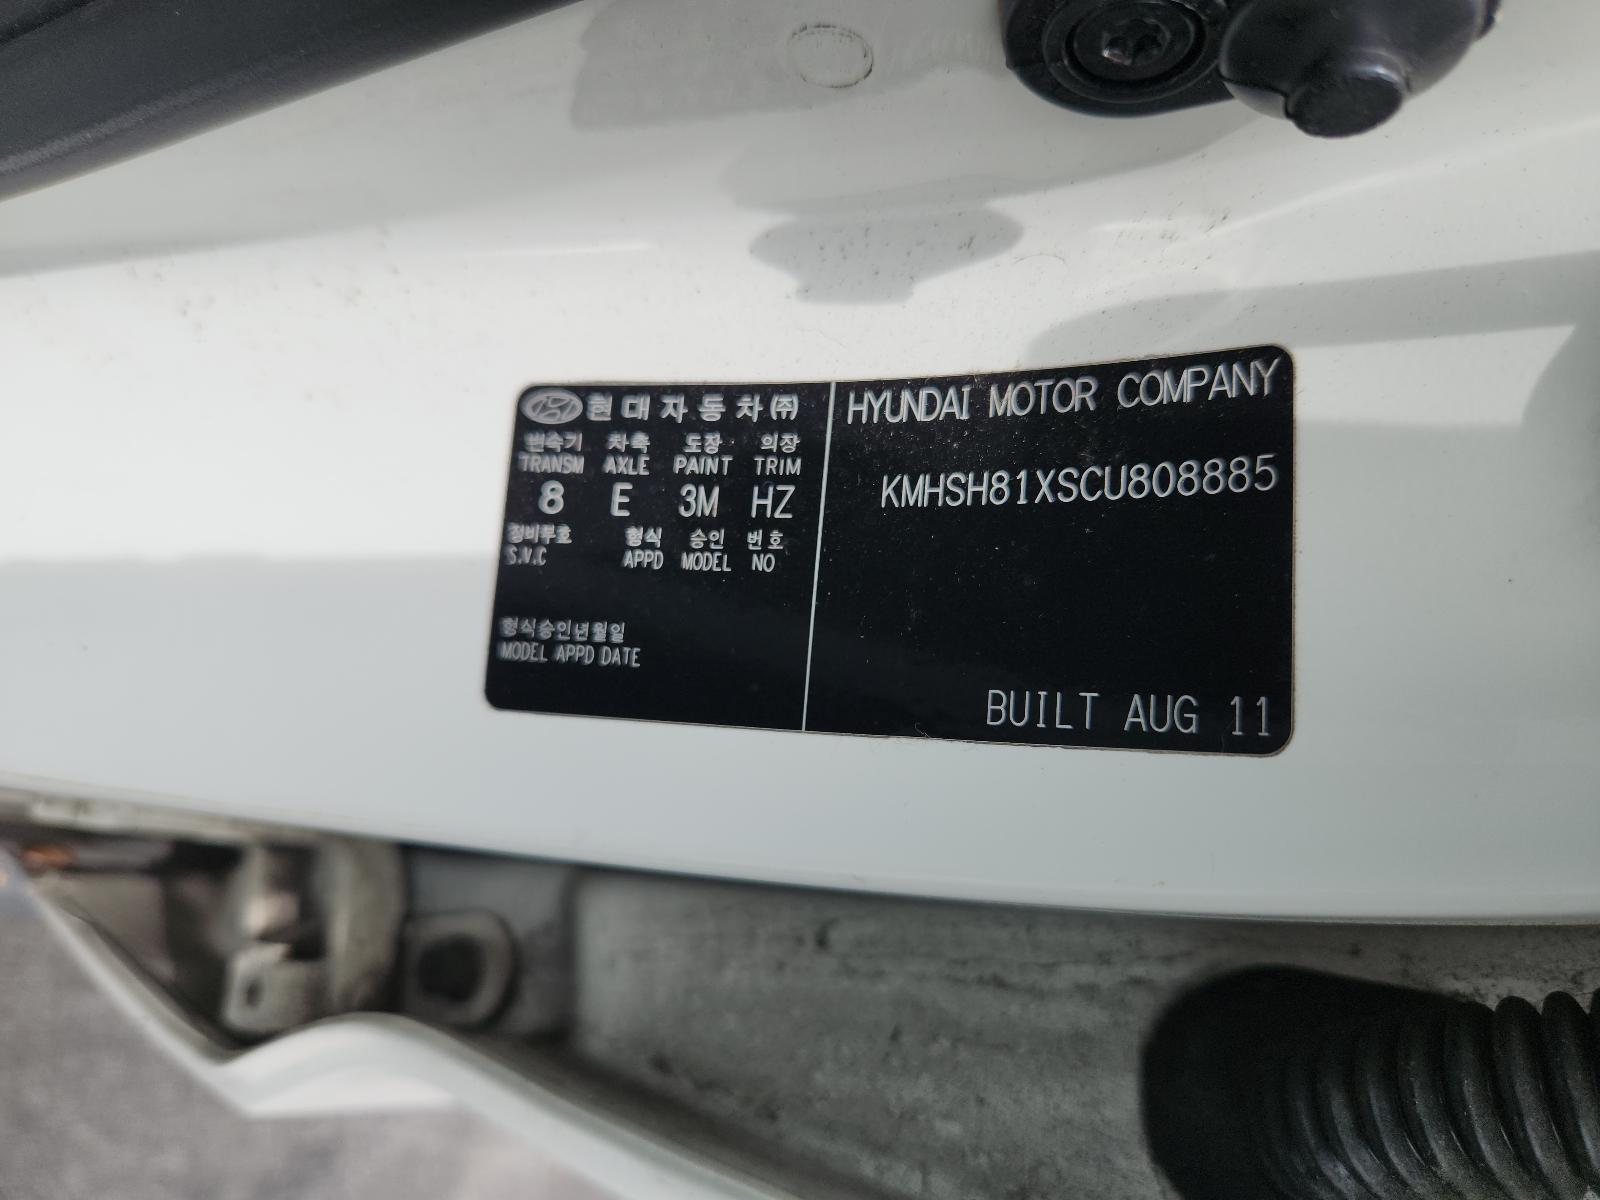 현대자동차㈜
변속기 차축 도장 의장
TRANSM AXLE PAINT TRIM
8 E 3M HZ
정비부호 형식 승인 번호
S.V.C APPD MODEL NO
형식승인년월일
MODEL APPD DATE
HYUNDAI MOTOR COMPANY
KMHSH81XSCU808885
BUILT AUG 11